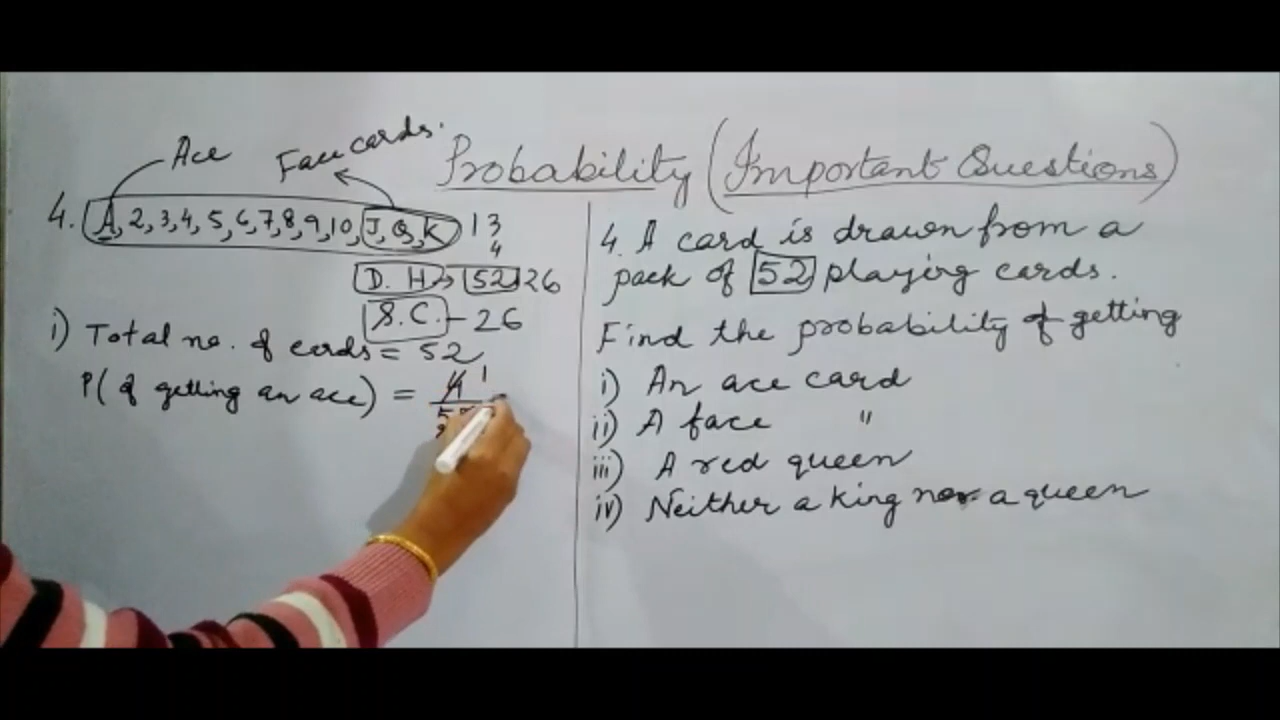 Probability (Important Questions)
Ace
Face cards.
4. A, 2, 3, 4, 5, 6, 7, 8, 9, 10, J, Q, K 13
4
D. H → 52 26
S. C. - 26
i) Total no. of cards = 52
P( of getting an ace) = 4 1
4. A card is drawn from a
pack of 52 playing cards.
Find the probability of getting
i) An ace card
ii) A face "
iii) A red queen
iv) Neither a king nor a queen